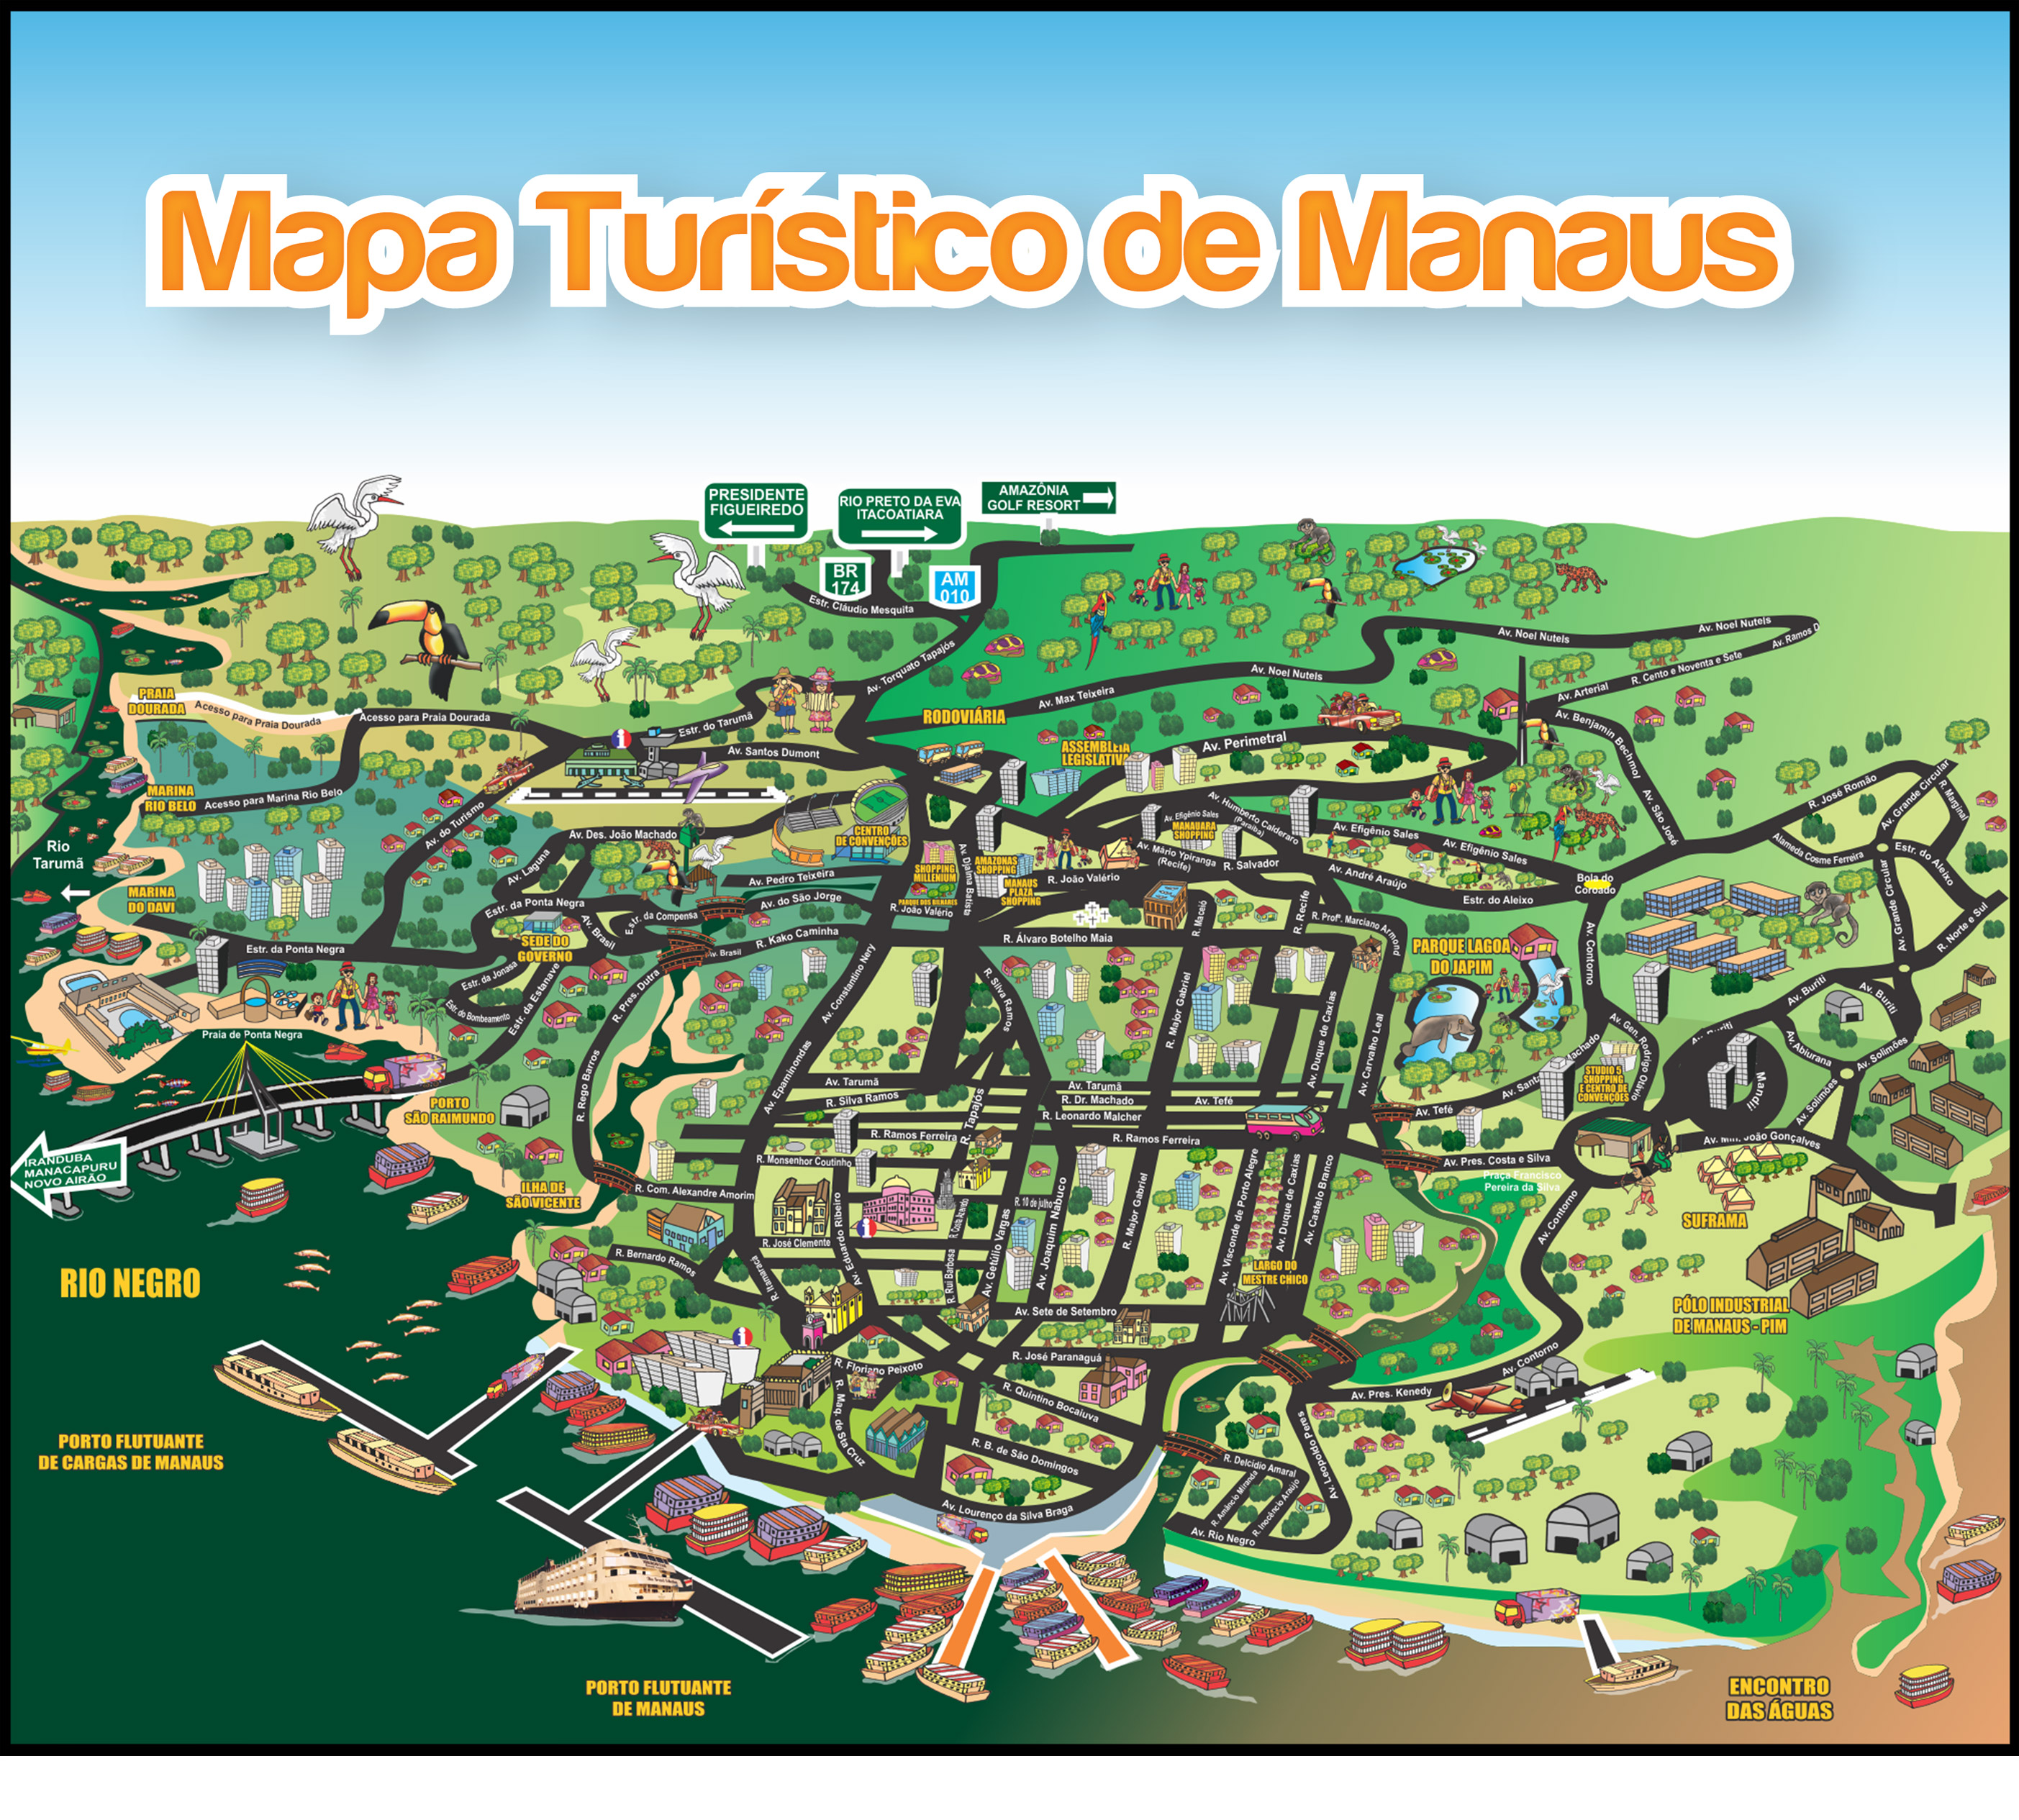 Mapa Turístico de Manaus
PRESIDENTE
FIGUEIREDO
RIO PRETO DA EVA
ITACOATIARA
AMAZÔNIA
GOLF RESORT
BR
174
AM
010
Estr. Cláudio Mesquita
Av. Torquato Tapajós
Av. Noel Nutels
Av. Noel Nutels
Av. Ramos
R. Cento e Noventa e Sete
Av. Arterial
Av. Noel Nutels
Av. Max Teixeira
PRAIA
DOURADA
Acesso para Praia Dourada
Acesso para Praia Dourada
Estr. do Tarumã
RODOVIÁRIA
Av. Santos Dumont
ASSEMBLEIA
LEGISLATIVA
Av. Perimetral
Av. Benjamin Bechmol
Av. São José
MARINA
RIO BELO
Acesso para Marina Rio Belo
Av. do Turismo
Av. Des. João Machado
CENTRO
DE CONVENÇÕES
Av. Efigênio Sales
MANAUARA
SHOPPING
Av. Humberto Calderaro
(Paraíba)
Av. Efigênio Sales
Av. Efigênio Sales
R. José Romão
Av. Grande Circular
R. Marginal
Alameda Cosme Ferreira
Estr. do Aleixo
Rio
Tarumã
Av. Laguna
Av. Pedro Teixeira
SHOPPING
MILLENIUM
PARQUE DOS BILHARES
Av. Djalma Batista
AMAZONAS
SHOPPING
MANAUS
PLAZA
SHOPPING
R. João Valério
Av. Mário Ypiranga
(Recife)
R. Salvador
Av. André Araújo
Bola do
Coroado
Estr. do Aleixo
MARINA
DO DAVI
Estr. da Ponta Negra
Estr. da Compensa
Av. do São Jorge
R. João Valério
R. Maceió
R. Recife
R. Profº. Marciano Armond
Av. Grande Circular
R. Norte e Sul
Estr. da Ponta Negra
SEDE DO
GOVERNO
Av. Brasil
Av. Brasil
R. Kako Caminha
R. Álvaro Botelho Maia
PARQUE LAGOA
DO JAPIM
Av. Contorno
Estr. da Jonasa
Estr. do Bombeamento
Estr. da Estanave
R. Pres. Dutra
Av. Constantino Nery
R. Silva Ramos
R. Major Gabriel
Av. Duque de Caxias
Av. Carvalho Leal
Av. Buriti
Av. Buriti
Praia de Ponta Negra
Av. Gen. Rodrigo Otávio
Av. Abiurana
Av. Solimões
Av. Solimões
STUDIO 5
SHOPPING
E CENTRO DE
CONVENÇÕES
PORTO
SÃO RAIMUNDO
R. Rego Barros
Av. Epaminondas
Av. Tarumã
Av. Tarumã
R. Silva Ramos
R. Tapajós
R. Dr. Machado
R. Leonardo Malcher
Av. Tefé
Av. Tefé
R. Ramos Ferreira
R. Ramos Ferreira
R. Monsenhor Coutinho
Av. Pres. Costa e Silva
Praça Francisco
Pereira da Silva
IRANDUBA
MANACAPURU
NOVO AIRÃO
ILHA DE
SÃO VICENTE
R. Com. Alexandre Amorim
Av. Eduardo Ribeiro
R. 10 de julho
Av. Joaquim Nabuco
R. Major Gabriel
Av. Visconde de Porto Alegre
Av. Duque de Caxias
Av. Castelo Branco
Av. Contorno
SUFRAMA
R. José Clemente
R. Bernardo Ramos
R. Itamaracá
R. Rui Barbosa
Av. Getúlio Vargas
LARGO DO
MESTRE CHICO
RIO NEGRO
Av. Sete de Setembro
PÓLO INDUSTRIAL
DE MANAUS - PIM
R. Floriano Peixoto
R. José Paranaguá
Av. Contorno
R. Maq. de Sta Cruz
R. Quintino Bocaiuva
Av. Pres. Kenedy
PORTO FLUTUANTE
DE CARGAS DE MANAUS
R. B. de São Domingos
R. Delcídio Amaral
R. Amâncio Miranda
R. Inocêncio Araújo
Av. Leopoldo Peres
Av. Lourenço da Silva Braga
Av. Rio Negro
PORTO FLUTUANTE
DE MANAUS
ENCONTRO
DAS ÁGUAS